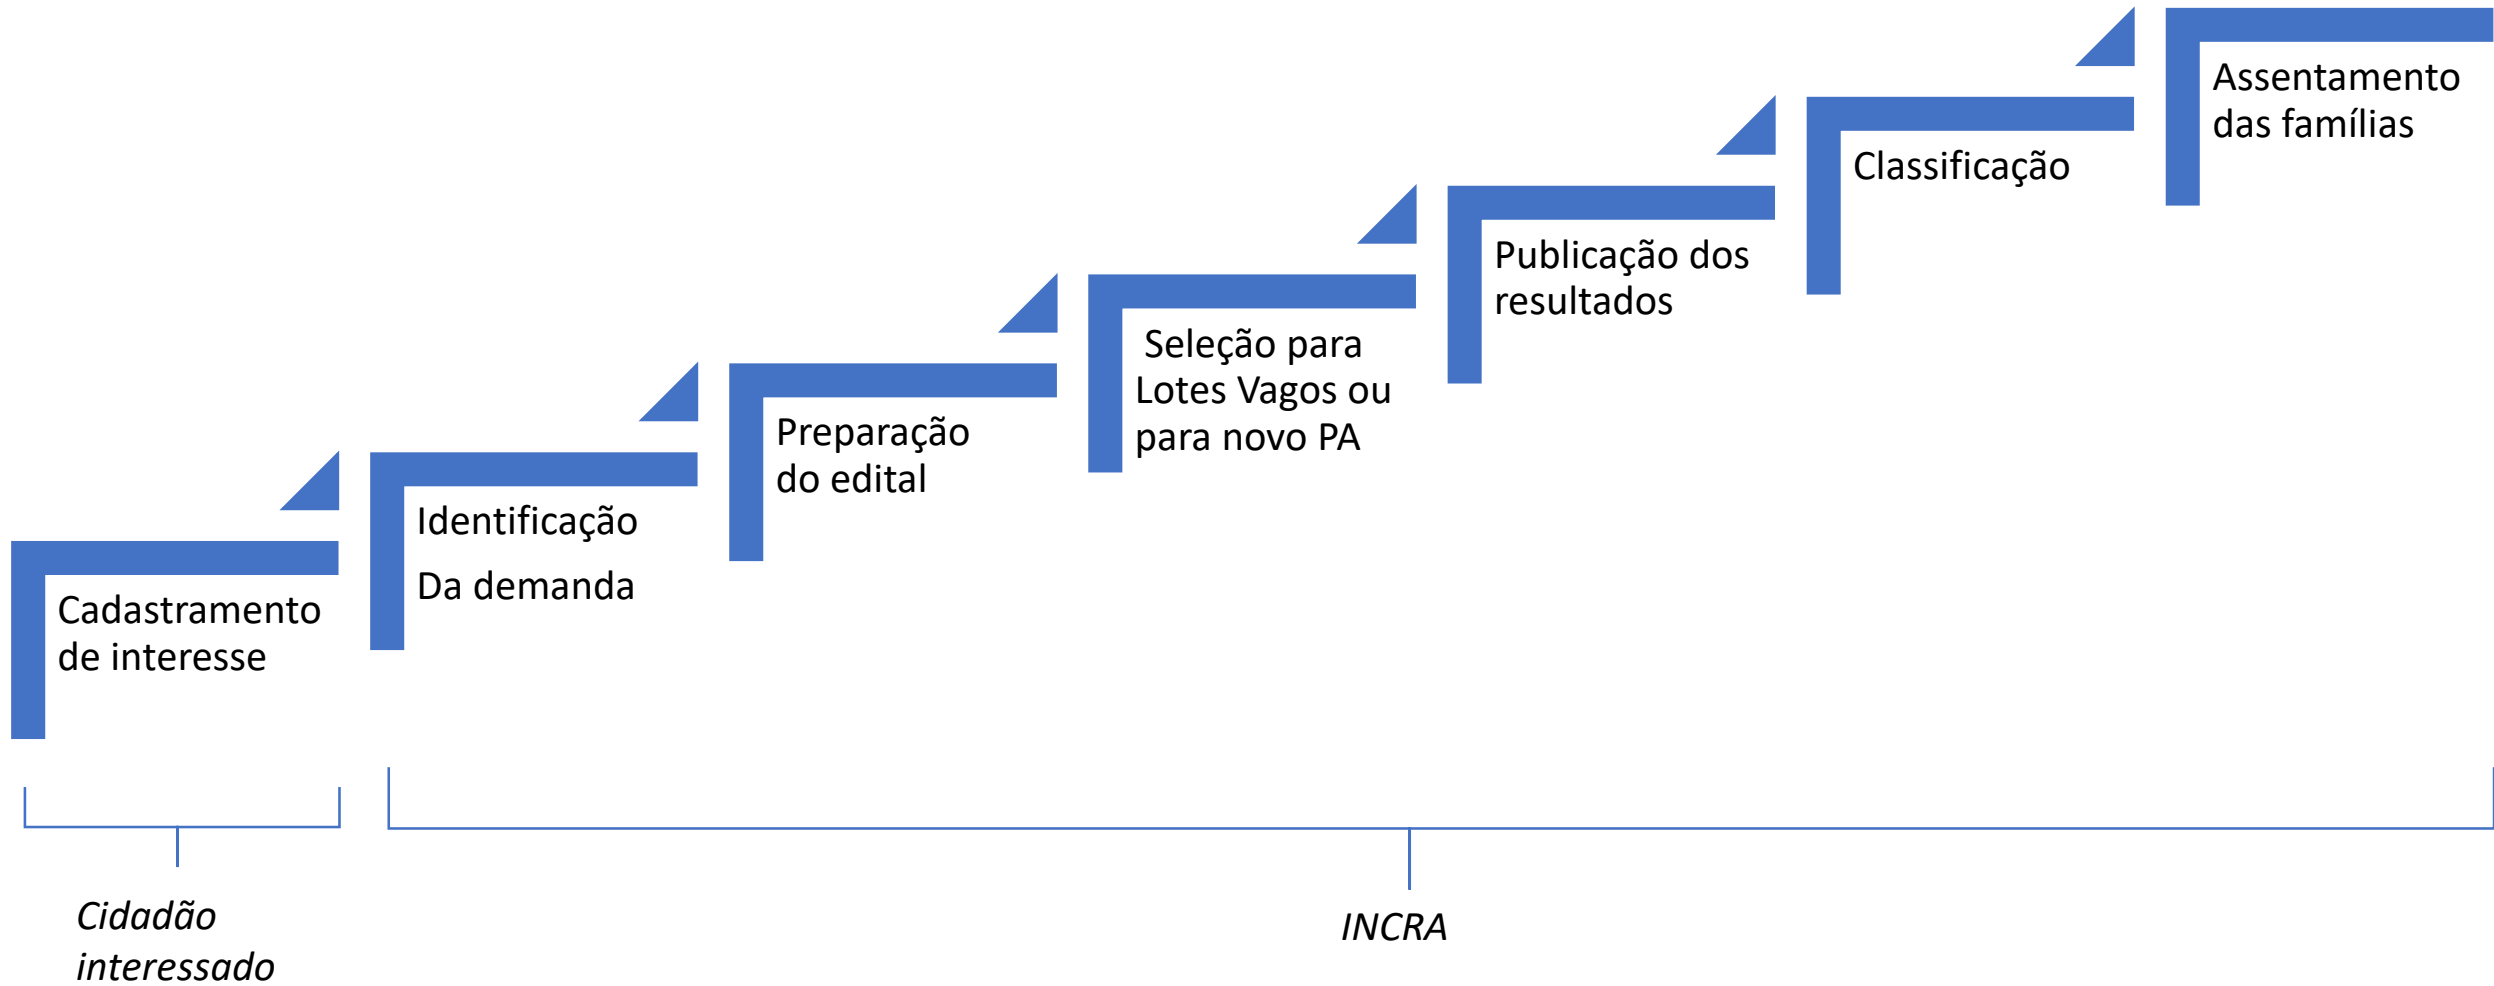 Cadastramento
de interesse
Identificação
Da demanda
Preparação
do edital
Seleção para
Lotes Vagos ou
para novo PA
Publicação dos
resultados
Classificação
Assentamento
das famílias
Cidadão
interessado
INCRA